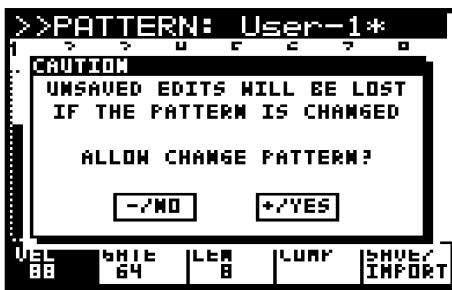 >>PATTERN: User-1*
1
CAUTION
UNSAVED EDITS WILL BE LOST
IF THE PATTERN IS CHANGED
ALLOW CHANGE PATTERN?
-/NO +/YES
VEL GATE LEN COMP SAVE/
88 64 8 IMPORT